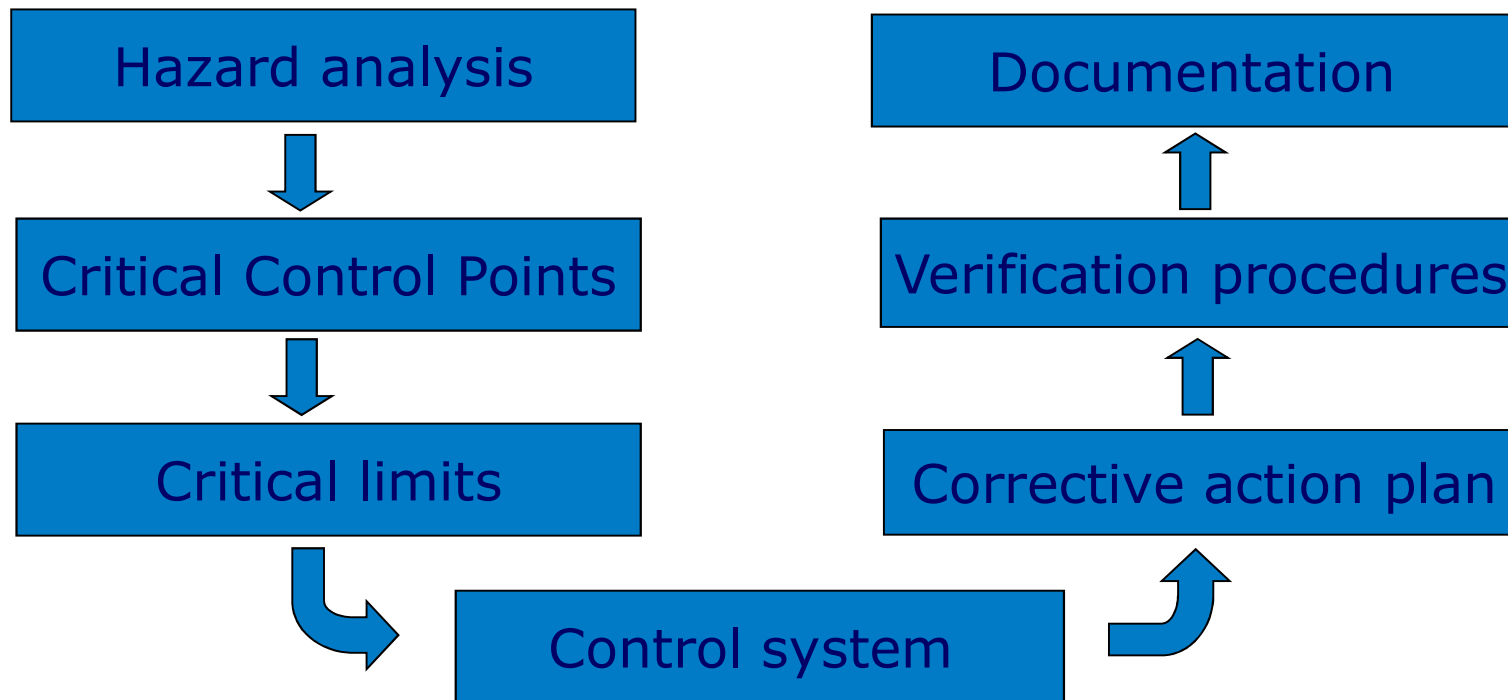 Hazard analysis
Critical Control Points
Critical limits
Control system
Corrective action plan
Verification procedures
Documentation